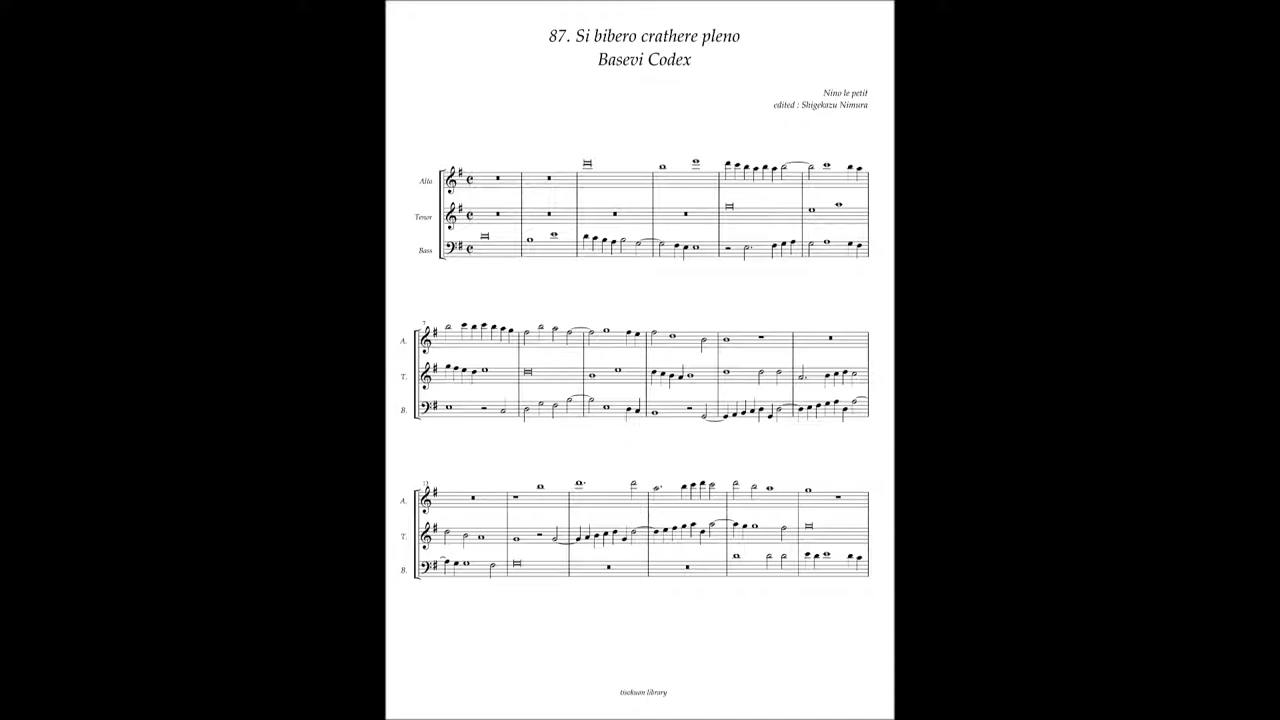 87. Si bibero crathere pleno
Basevi Codex
Nino le petit
edited : Shigekazu Nimura
Alto
Tenor
Bass
7
A.
T.
B.
13
A.
T.
B.
tisokuon library